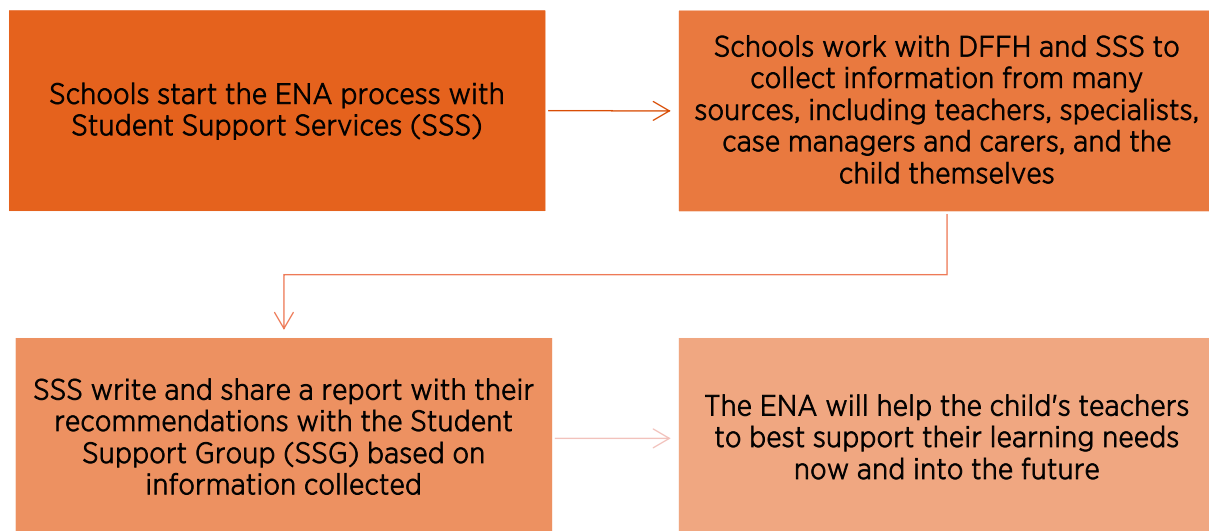 Schools start the ENA process with
Student Support Services (SSS)
Schools work with DFFH and SSS to
collect information from many
sources, including teachers, specialists,
case managers and carers, and the
child themselves
SSS write and share a report with their
recommendations with the Student
Support Group (SSG) based on
information collected
The ENA will help the child's teachers
to best support their learning needs
now and into the future